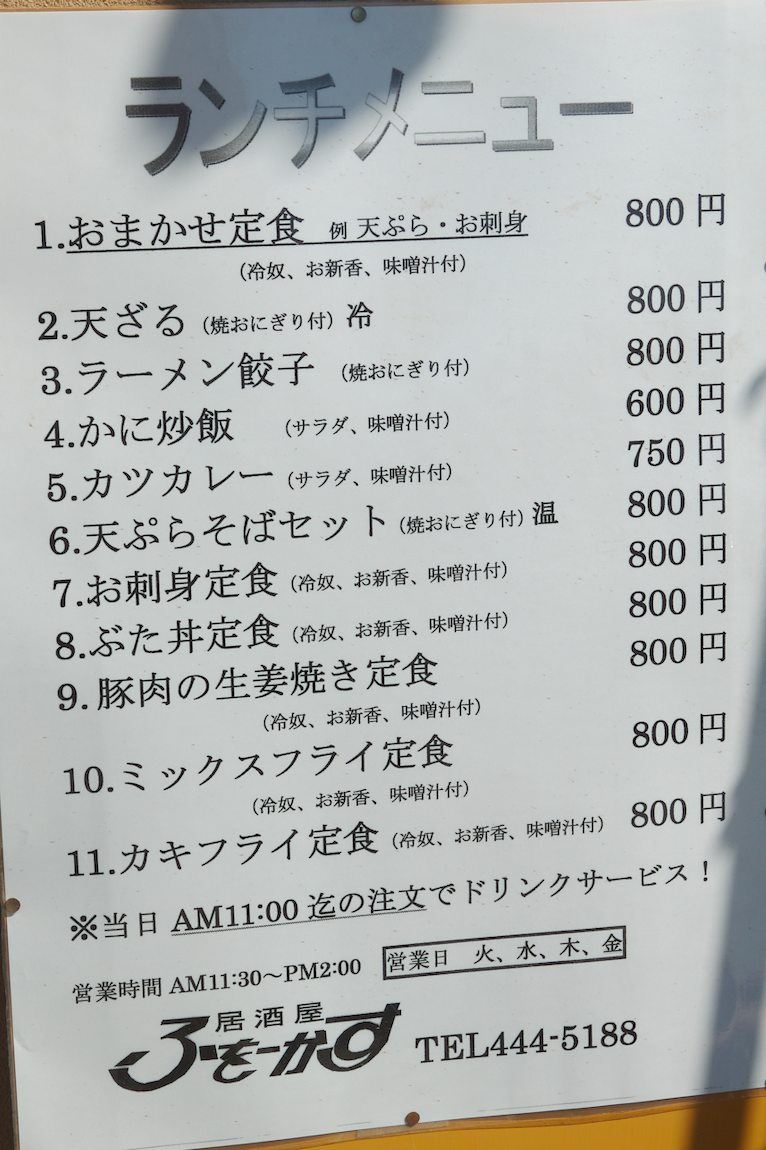 ランチメニュー
1.おまかせ定食 例 天ぷら・お刺身 800円
（冷奴、お新香、味噌汁付）
2.天ざる（焼おにぎり付）冷 800円
3.ラーメン餃子（焼おにぎり付） 800円
4.かに炒飯（サラダ、味噌汁付） 600円
5.カツカレー（サラダ、味噌汁付） 750円
6.天ぷらそばセット（焼おにぎり付）温 800円
7.お刺身定食（冷奴、お新香、味噌汁付） 800円
8.ぶた丼定食（冷奴、お新香、味噌汁付） 800円
9.豚肉の生姜焼き定食 800円
（冷奴、お新香、味噌汁付）
10.ミックスフライ定食 800円
（冷奴、お新香、味噌汁付）
11.カキフライ定食（冷奴、お新香、味噌汁付） 800円
※当日 AM11:00 迄の注文でドリンクサービス！
営業時間 AM11:30～PM2:00 営業日 火、水、木、金
居酒屋
ふぉーかす TEL444-5188